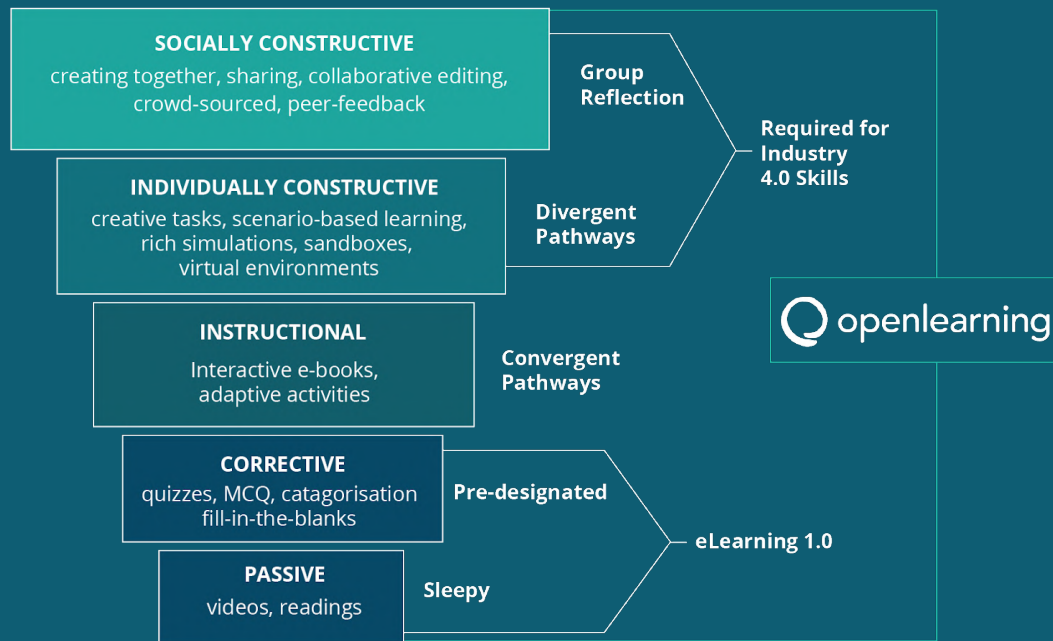 SOCIALLY CONSTRUCTIVE
creating together, sharing, collaborative editing,
crowd-sourced, peer-feedback
Group
Reflection
Required for
Industry
4.0 Skills
INDIVIDUALLY CONSTRUCTIVE
creative tasks, scenario-based learning,
rich simulations, sandboxes,
virtual environments
Divergent
Pathways
openlearning
INSTRUCTIONAL
Interactive e-books,
adaptive activities
Convergent
Pathways
CORRECTIVE
quizzes, MCQ, catagorisation
fill-in-the-blanks
Pre-designated
eLearning 1.0
PASSIVE
videos, readings
Sleepy